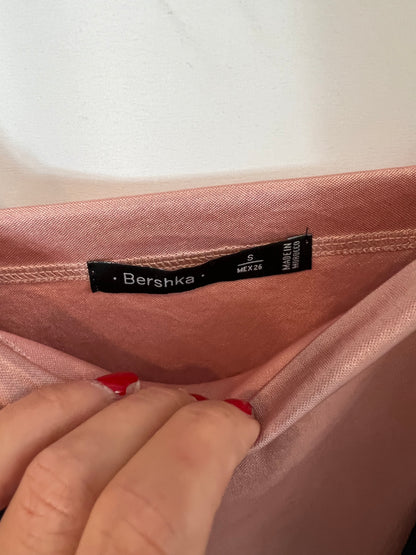 • Bershka •
S
MEX 26
MADE IN
MOROCCO